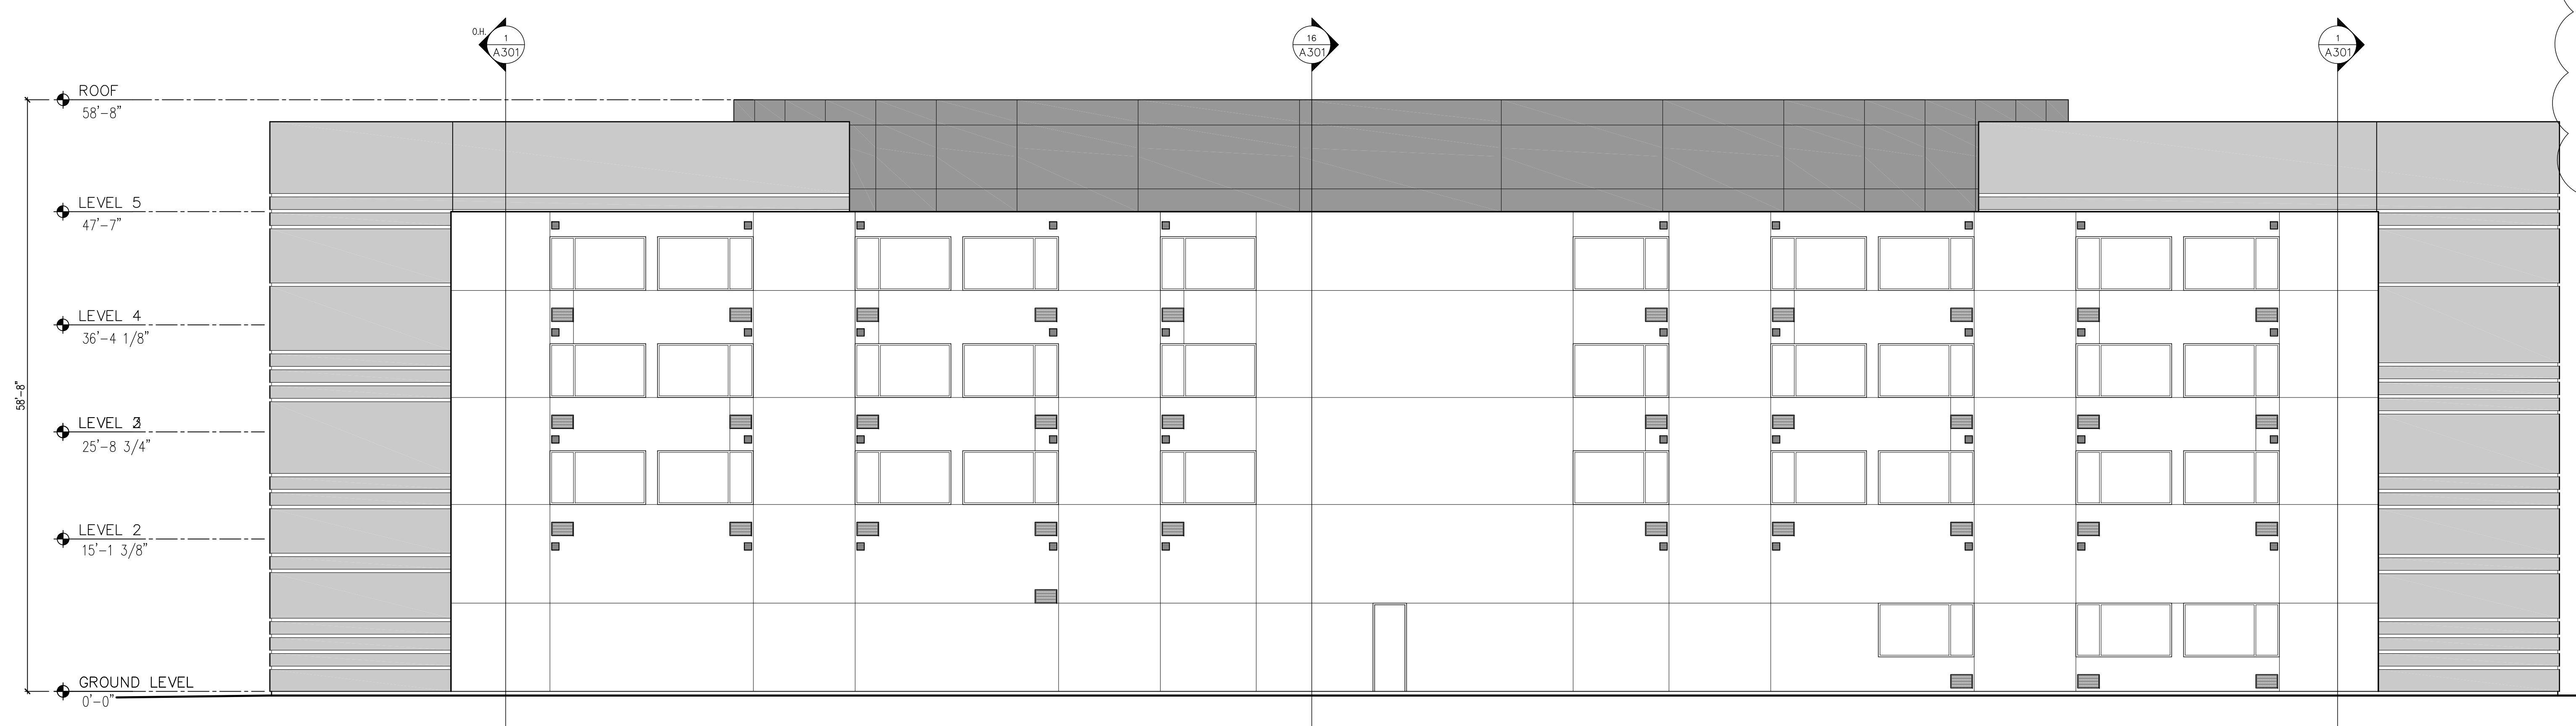 O.H.
1
A301
16
A301
1
A301
ROOF
58'-8"
LEVEL 5
47'-7"
LEVEL 4
36'-4 1/8"
58'-8"
LEVEL 3
25'-8 3/4"
LEVEL 2
15'-1 3/8"
GROUND LEVEL
0'-0"